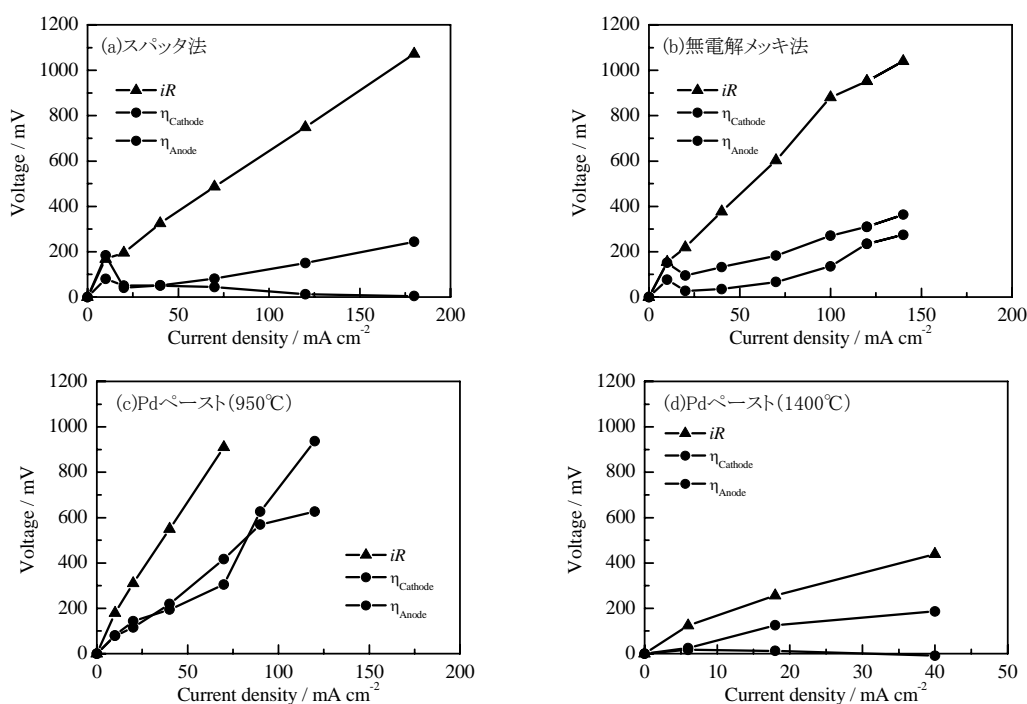 (a)スパッタ法
iR
ηCathode
ηAnode
1200
1000
800
600
400
200
0
Voltage / mV
0 50 100 150 200
Current density / mA cm-2
(b)無電解メッキ法
iR
ηCathode
ηAnode
1200
1000
800
600
400
200
0
Voltage / mV
0 50 100 150 200
Current density / mA cm-2
(c)Pdペースト(950℃)
iR
ηCathode
ηAnode
1200
1000
800
600
400
200
0
Voltage / mV
0 50 100 150 200
Current density / mA cm-2
(d)Pdペースト(1400℃)
iR
ηCathode
ηAnode
1200
1000
800
600
400
200
0
Voltage / mV
0 10 20 30 40 50
Current density / mA cm-2